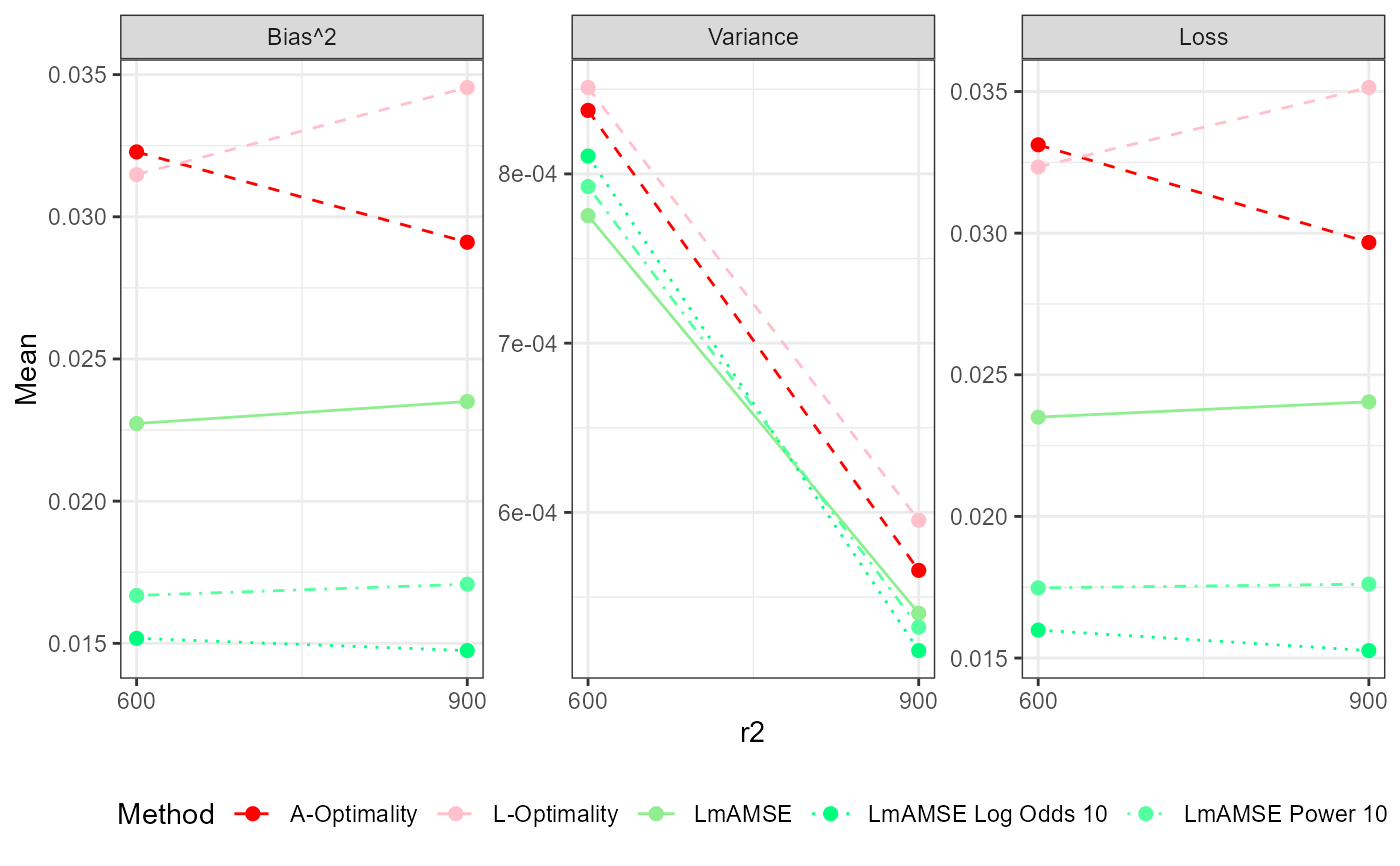 Bias^2 Variance Loss
0.035
0.030
0.025
0.020
0.015
8e-04
7e-04
6e-04
0.035
0.030
0.025
0.020
0.015
Mean
600 900 600 900 600 900
r2
Method A-Optimality L-Optimality LmAMSE LmAMSE Log Odds 10 LmAMSE Power 10